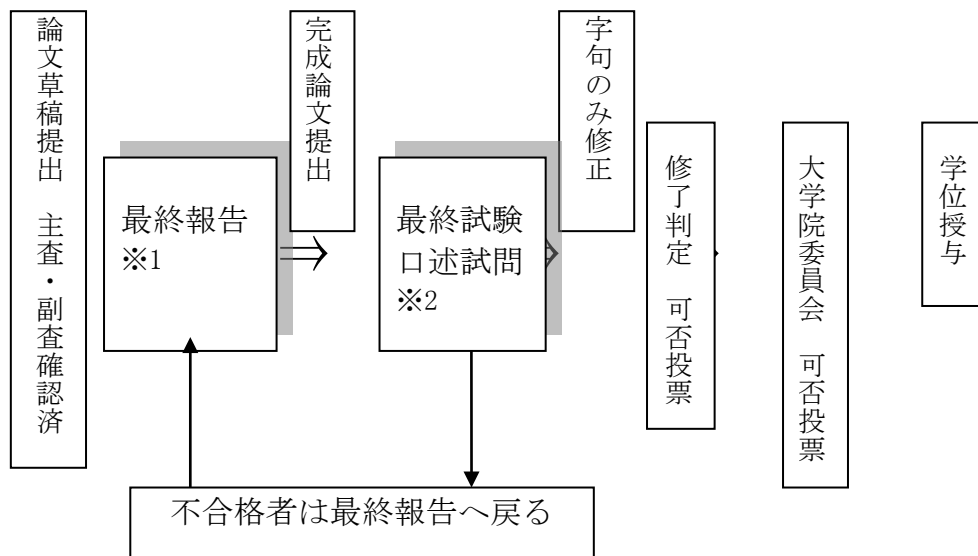 論文草稿提出　主査・副査確認済
最終報告
※1
⇒
完成論文提出
最終試験
口述試問
※2
⇒
字句のみ修正
修了判定　可否投票
大学院委員会　可否投票
学位授与
不合格者は最終報告へ戻る